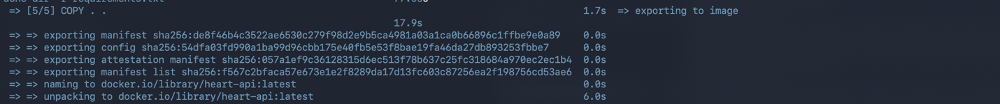 => [5/5] COPY . . 1.7s => exporting to image
17.9s
=> => exporting manifest sha256:de8f46b4c3522ae6530c279f98d2e9b5ca4981a03a1ca0b66896c1ffbe9e0a89 0.0s
=> => exporting config sha256:54dfa03fd990a1ba99d96cbb175e40fb5e53f8bae19fa46da27db893253fbbe7 0.0s
=> => exporting attestation manifest sha256:057a1ef9c36128315d6ec513f78b637c25fc318684a970ec2ec1b4 0.0s
=> => exporting manifest list sha256:f567c2bfaca57e673e1e2f8289da17d13fc603c87256ea2f198756cd53ae6 0.0s
=> => naming to docker.io/library/heart-api:latest 0.0s
=> => unpacking to docker.io/library/heart-api:latest 6.0s